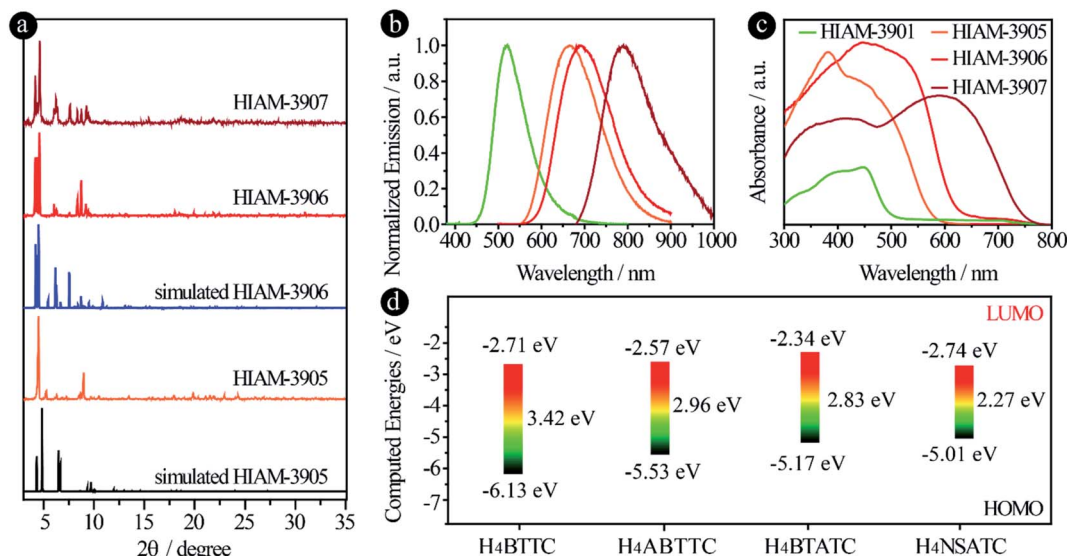 a
HIAM-3907
HIAM-3906
simulated HIAM-3906
HIAM-3905
simulated HIAM-3905
5 10 15 20 25 30 35
2θ / degree
b
Normalized Emission / a.u.
1.0
0.8
0.6
0.4
0.2
0.0
400 500 600 700 800 900 1000
Wavelength / nm
c
Absorbance / a.u.
HIAM-3901
HIAM-3905
HIAM-3906
HIAM-3907
300 400 500 600 700 800
Wavelength / nm
d
Computed Energies / eV
-2
-3
-4
-5
-6
-7
LUMO
-2.71 eV
3.42 eV
-6.13 eV
-2.57 eV
2.96 eV
-5.53 eV
-2.34 eV
2.83 eV
-5.17 eV
-2.74 eV
2.27 eV
-5.01 eV
HOMO
H4BTTC H4ABTTC H4BTATC H4NSATC